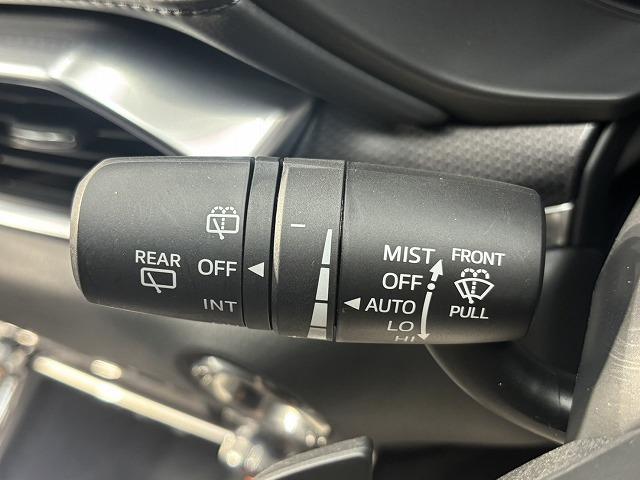 REAR
OFF
INT
MIST
OFF
AUTO
LO
HI
FRONT
PULL